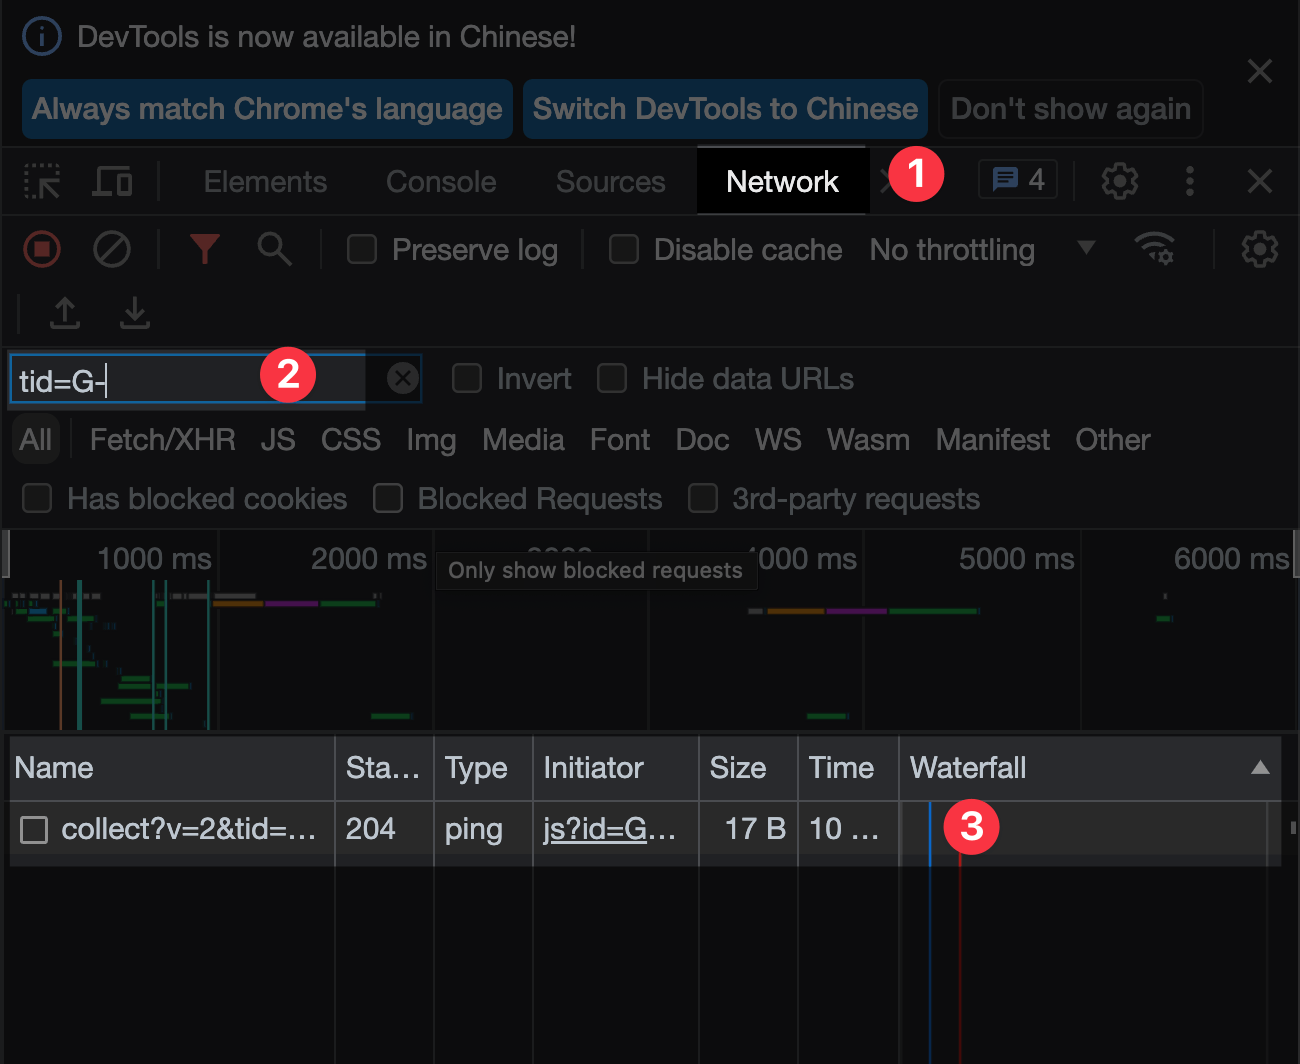 DevTools is now available in Chinese!
Always match Chrome's language Switch DevTools to Chinese Don't show again
Elements Console Sources Network 1 4
Preserve log Disable cache No throttling
tid=G- 2 Invert Hide data URLs
All Fetch/XHR JS CSS Img Media Font Doc WS Wasm Manifest Other
Has blocked cookies Blocked Requests 3rd-party requests
1000 ms 2000 ms 000 ms 5000 ms 6000 ms
Only show blocked requests
Name Sta... Type Initiator Size Time Waterfall
collect?v=2&tid=... 204 ping js?id=G... 17 B 10 ... 3